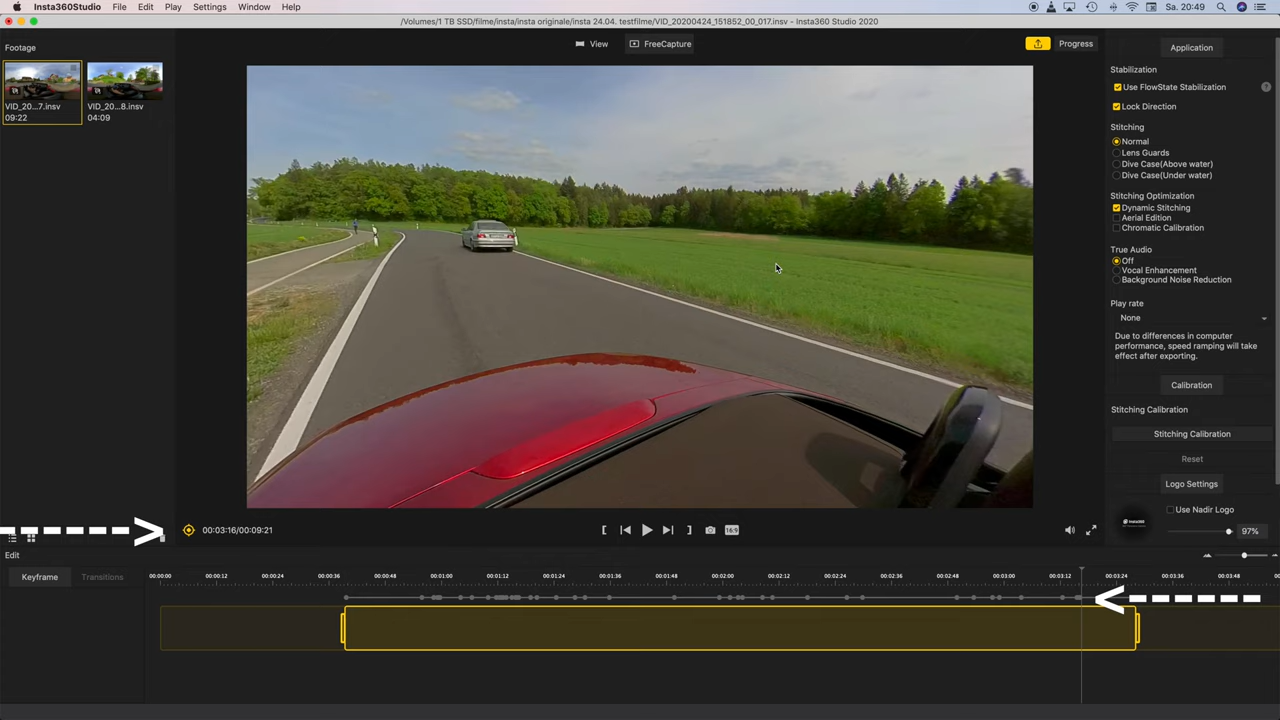 Insta360Studio File Edit Play Settings Window Help Sa. 20:49
/Volumes/1 TB SSD/filme/insta/insta originale/insta 24.04. testfilme/VID_20200424_151852_00_017.insv - Insta360 Studio 2020
Footage
View
FreeCapture
Progress
Application
VID_20...7.insv
09:22
VID_20...8.insv
04:09
Stabilization
Use FlowState Stabilization
?
Lock Direction
Stitching
Normal
Lens Guards
Dive Case(Above water)
Dive Case(Under water)
Stitching Optimization
Dynamic Stitching
Aerial Edition
Chromatic Calibration
True Audio
Off
Vocal Enhancement
Background Noise Reduction
Play rate
None
Due to differences in computer
performance, speed ramping will take
effect after exporting.
Calibration
Stitching Calibration
Stitching Calibration
Reset
Logo Settings
Use Nadir Logo
Insta360
97%
00:03:16/00:09:21
16:9
Edit
Keyframe
Transitions
00:00:00 00:00:12 00:00:24 00:00:36 00:00:48 00:01:00 00:01:12 00:01:24 00:01:36 00:01:48 00:02:00 00:02:12 00:02:24 00:02:36 00:02:48 00:03:00 00:03:12 00:03:24 00:03:36 00:03:48